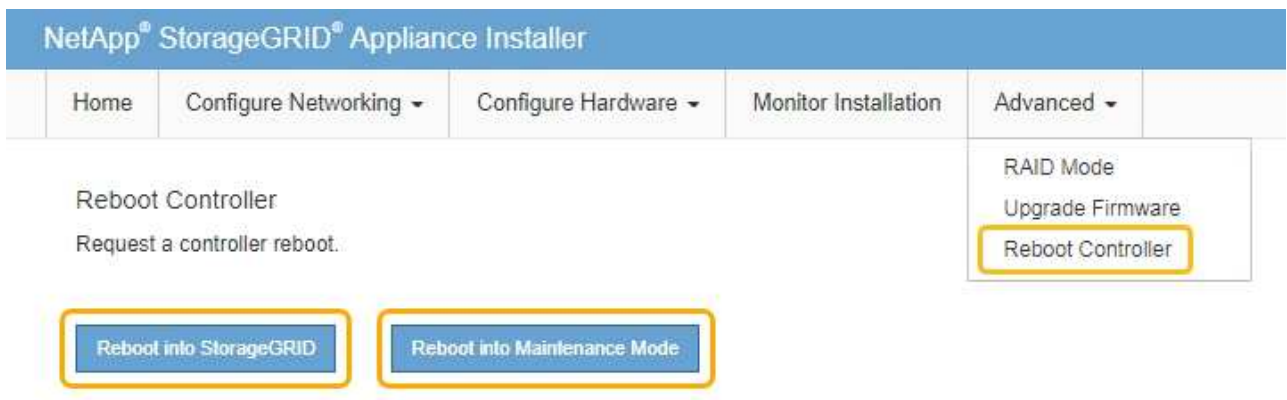 NetApp® StorageGRID® Appliance Installer
Home Configure Networking Configure Hardware Monitor Installation Advanced
RAID Mode
Upgrade Firmware
Reboot Controller
Reboot Controller
Request a controller reboot.
Reboot into StorageGRID Reboot into Maintenance Mode